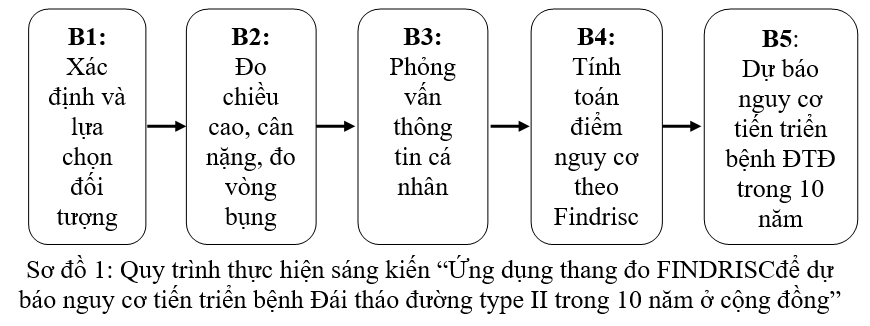 B1:
Xác
định và
lựa
chọn
đối
tượng
B2:
Đo
chiều
cao, cân
nặng, đo
vòng
bụng
B3:
Phỏng
vấn
thông
tin cá
nhân
B4:
Tính
toán
điểm
nguy cơ
theo
Findrisc
B5:
Dự báo
nguy cơ
tiến triển
bệnh ĐTĐ
trong 10
năm
Sơ đồ 1: Quy trình thực hiện sáng kiến “Ứng dụng thang đo FINDRISCđể dự
báo nguy cơ tiến triển bệnh Đái tháo đường type II trong 10 năm ở cộng đồng”